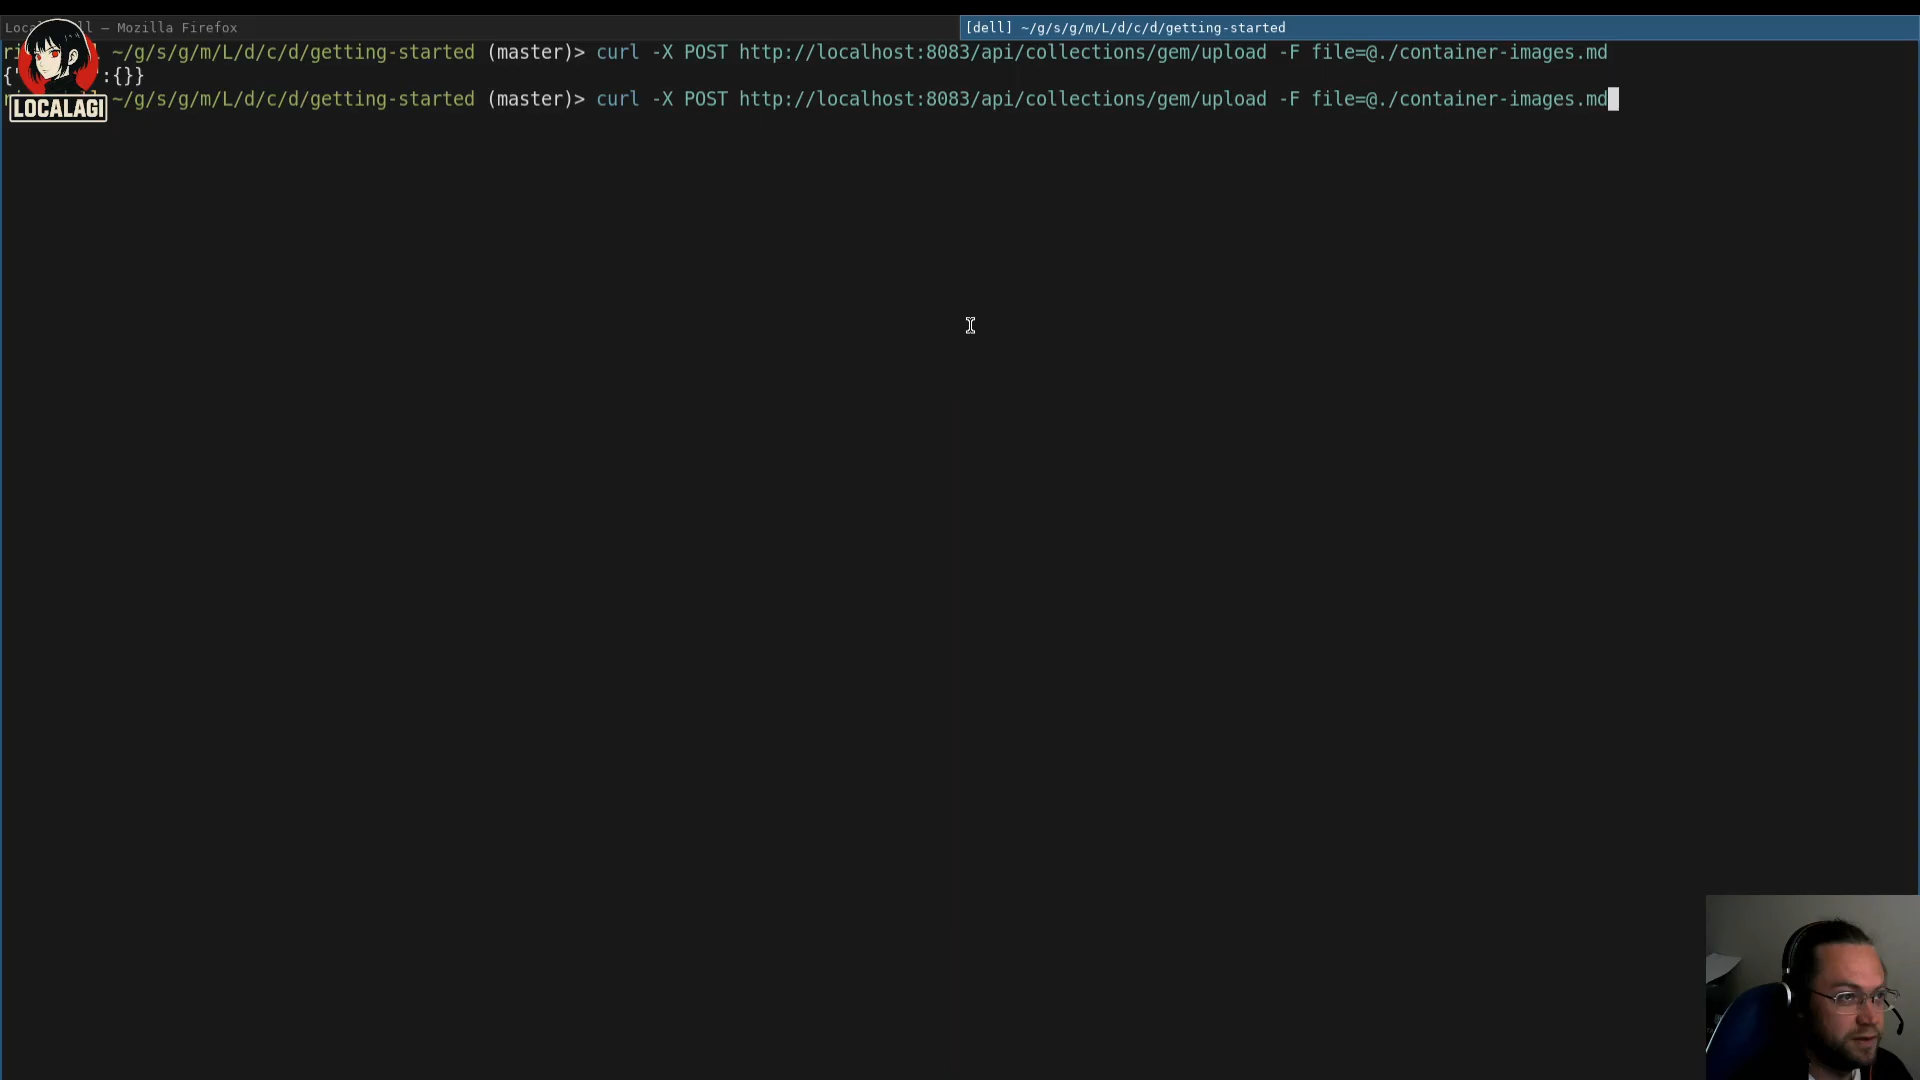 — Mozilla Firefox
[dell] ~/g/s/g/m/L/d/c/d/getting-started
~/g/s/g/m/L/d/c/d/getting-started (master)> curl -X POST http://localhost:8083/api/collections/gem/upload -F file=@./container-images.md
:{}}
~/g/s/g/m/L/d/c/d/getting-started (master)> curl -X POST http://localhost:8083/api/collections/gem/upload -F file=@./container-images.md
LOCALAGI